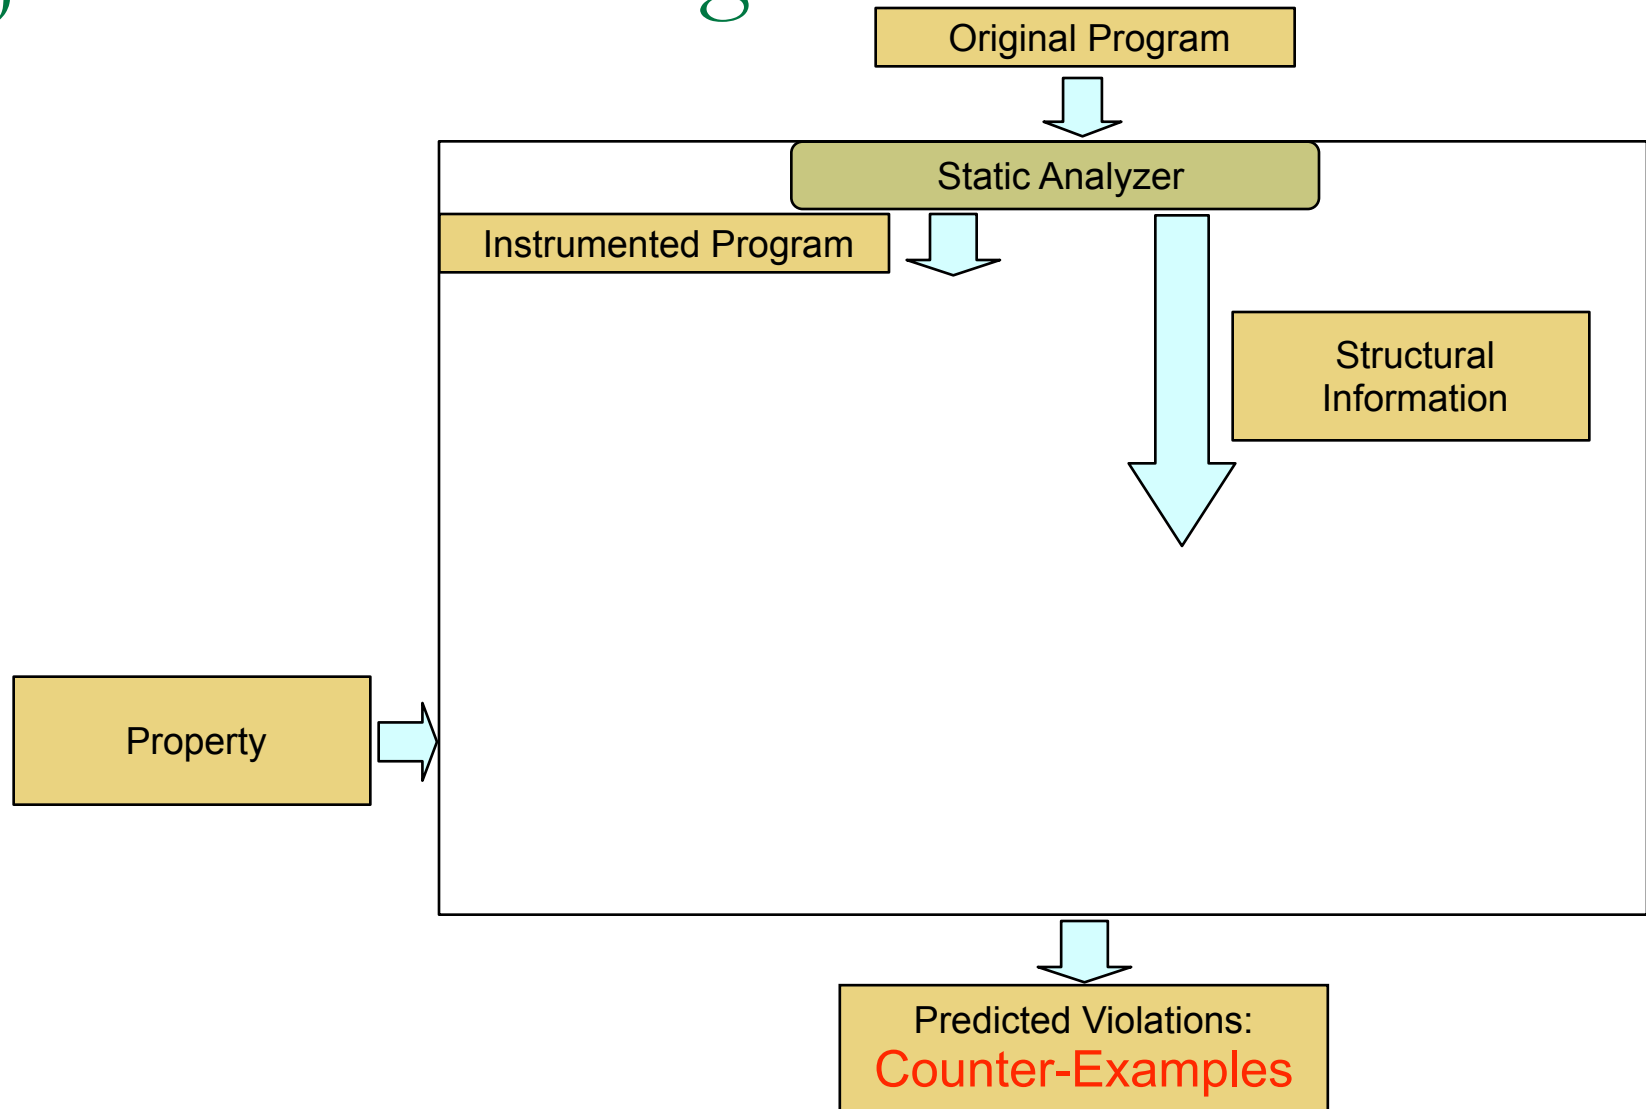 Original Program
Static Analyzer
Instrumented Program
Structural
Information
Property
Predicted Violations:
Counter-Examples